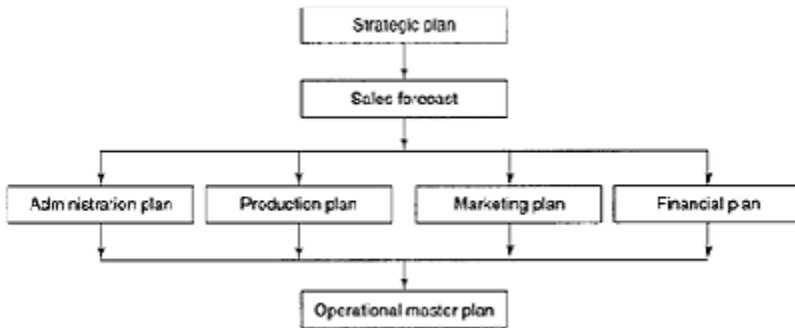 Strategic plan
Sales forecast
Administration plan
Production plan
Marketing plan
Financial plan
Operational master plan